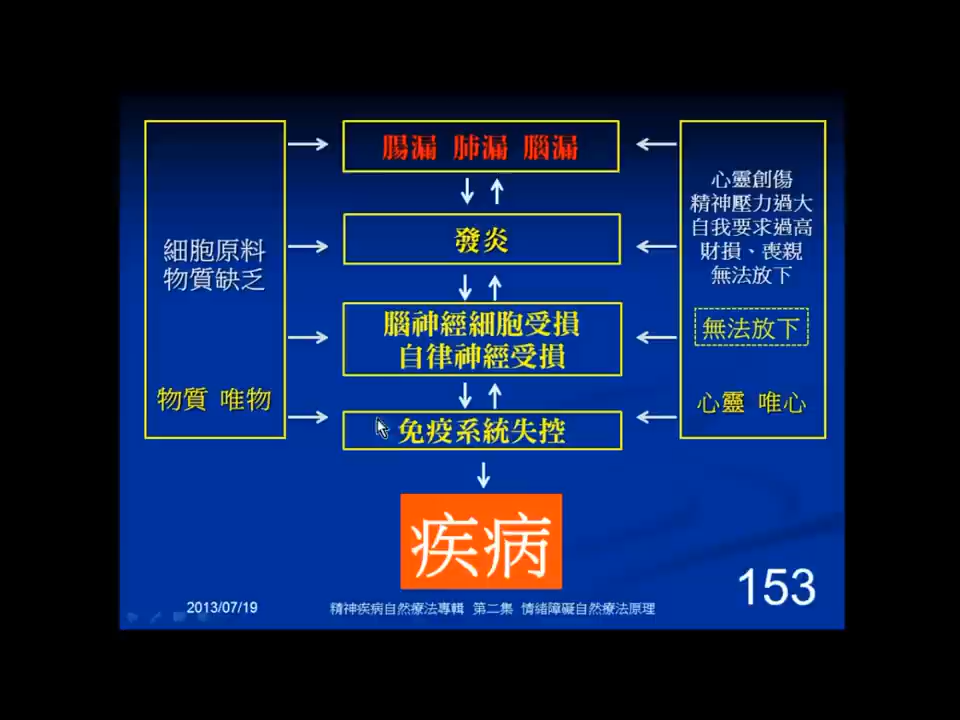 腸漏 肺漏 腦漏
發炎
腦神經細胞受損
自律神經受損
免疫系統失控
疾病
細胞原料
物質缺乏
物質 唯物
心靈創傷
精神壓力過大
自我要求過高
財損、喪親
無法放下
無法放下
心靈 唯心
2013/07/19
精神疾病自然療法專輯 第二集 情緒障礙自然療法原理
153